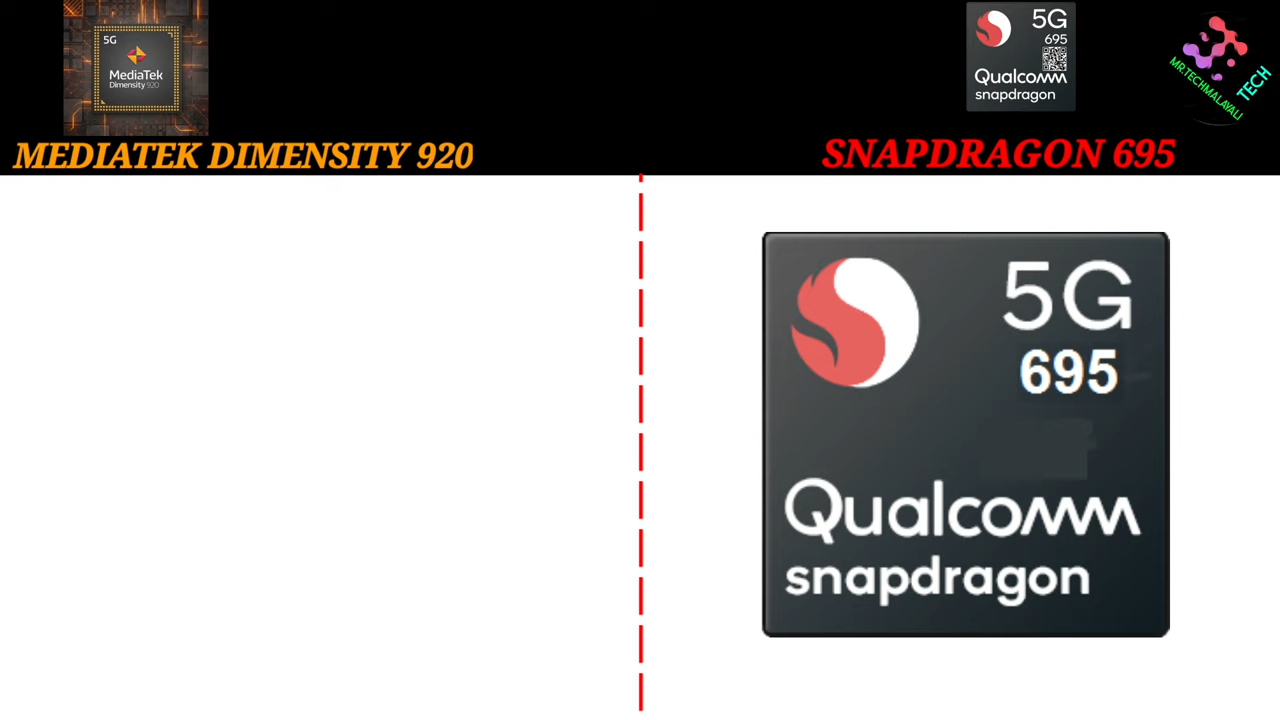 5G
MediaTek
Dimensity 920
MEDIATEK DIMENSITY 920
5G
695
Qualcomm
snapdragon
SNAPDRAGON 695
MR.TECHMALAYALI
TECH
5G
695
Qualcomm
snapdragon